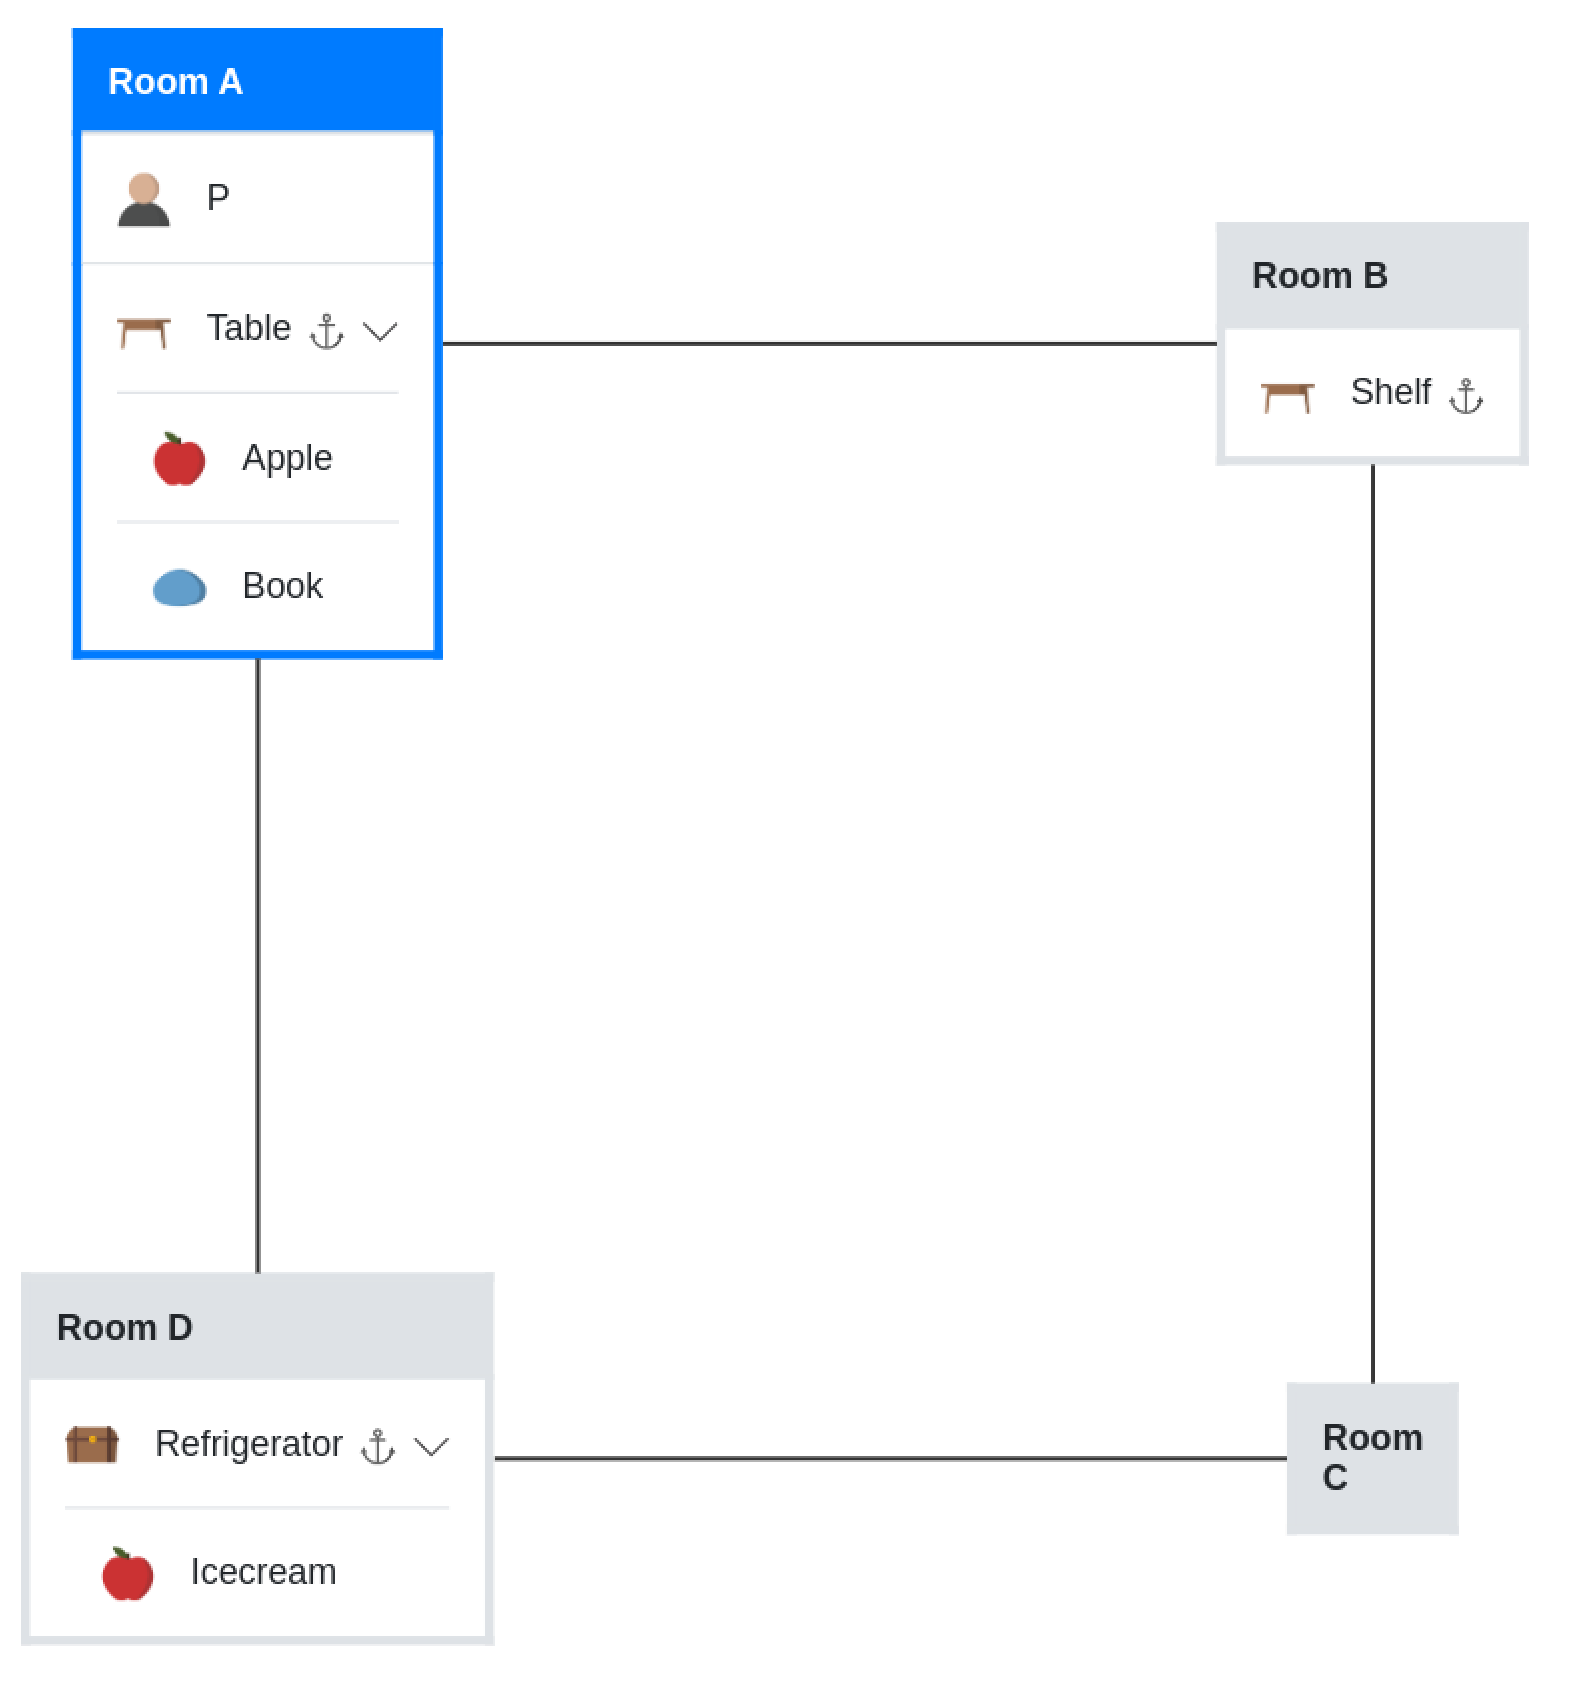 Room A
P
Table
Apple
Book
Room B
Shelf
Room D
Refrigerator
Icecream
Room
C